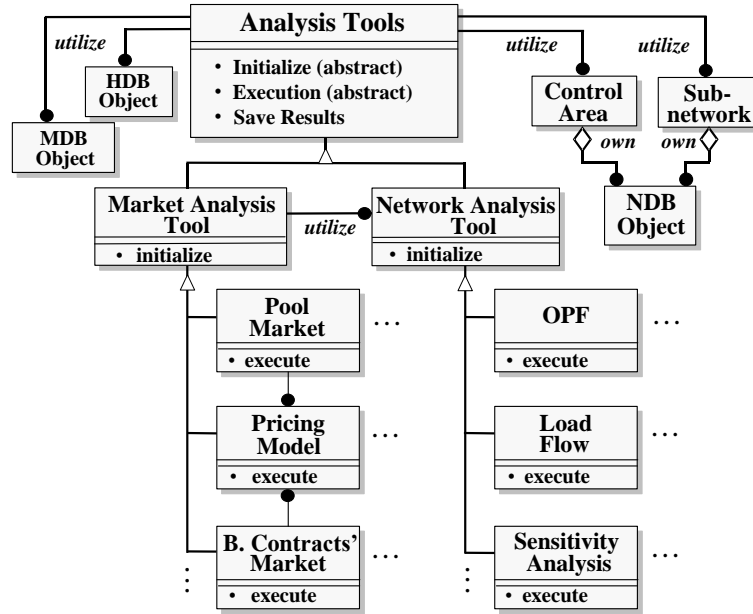 Analysis Tools
• Initialize (abstract)
• Execution (abstract)
• Save Results
utilize
HDB
Object
MDB
Object
utilize
utilize
Control
Area
Sub-
network
own
own
NDB
Object
Market Analysis
Tool
• initialize
utilize
Network Analysis
Tool
• initialize
Pool
Market
• execute
...
OPF
• execute
...
Pricing
Model
• execute
...
Load
Flow
• execute
...
B. Contracts’
Market
• execute
...
Sensitivity
Analysis
• execute
...